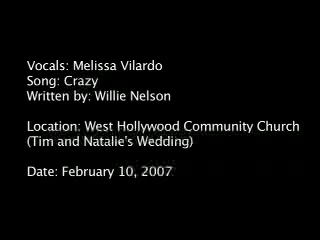 Vocals: Melissa Vilardo
Song: Crazy
Written by: Willie Nelson
Location: West Hollywood Community Church
(Tim and Natalie's Wedding)
Date: February 10, 2007